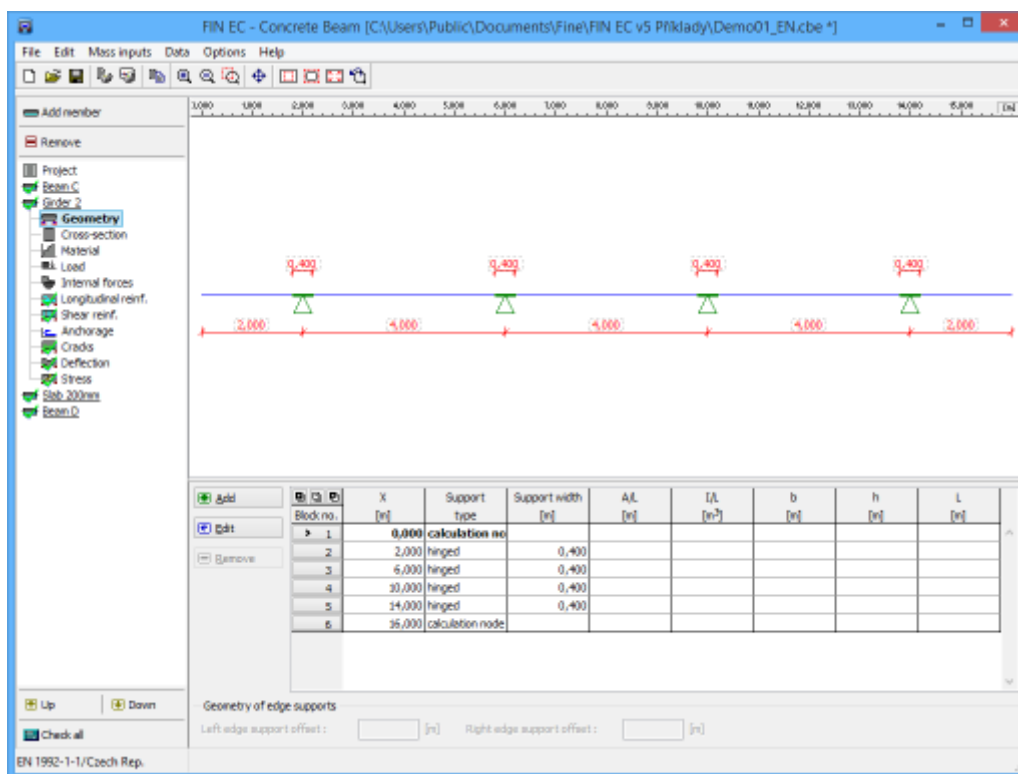 FIN EC - Concrete Beam [C:\Users\Public\Documents\Fine\FIN EC v5 Příklady\Demo01_EN.cbe *]
File Edit Mass inputs Data Options Help
Add member
Remove
Project
Beam C
Girder 2
Geometry
Cross-section
Material
Load
Internal forces
Longitudinal reinf.
Shear reinf.
Anchorage
Cracks
Deflection
Stress
Slab 200mm
Beam D
[m]
0,400 0,400 0,400 0,400
2,000 4,000 4,000 4,000 2,000
Add
Edit
Remove
Block no. X [m] Support type Support width [m] A/L [m] I/L [m³] b [m] h [m] L [m]
1 0,000 calculation no
2 2,000 hinged 0,400
3 6,000 hinged 0,400
4 10,000 hinged 0,400
5 14,000 hinged 0,400
6 16,000 calculation node
Up Down
Check all
Geometry of edge supports
Left edge support offset : [m] Right edge support offset : [m]
EN 1992-1-1/Czech Rep.